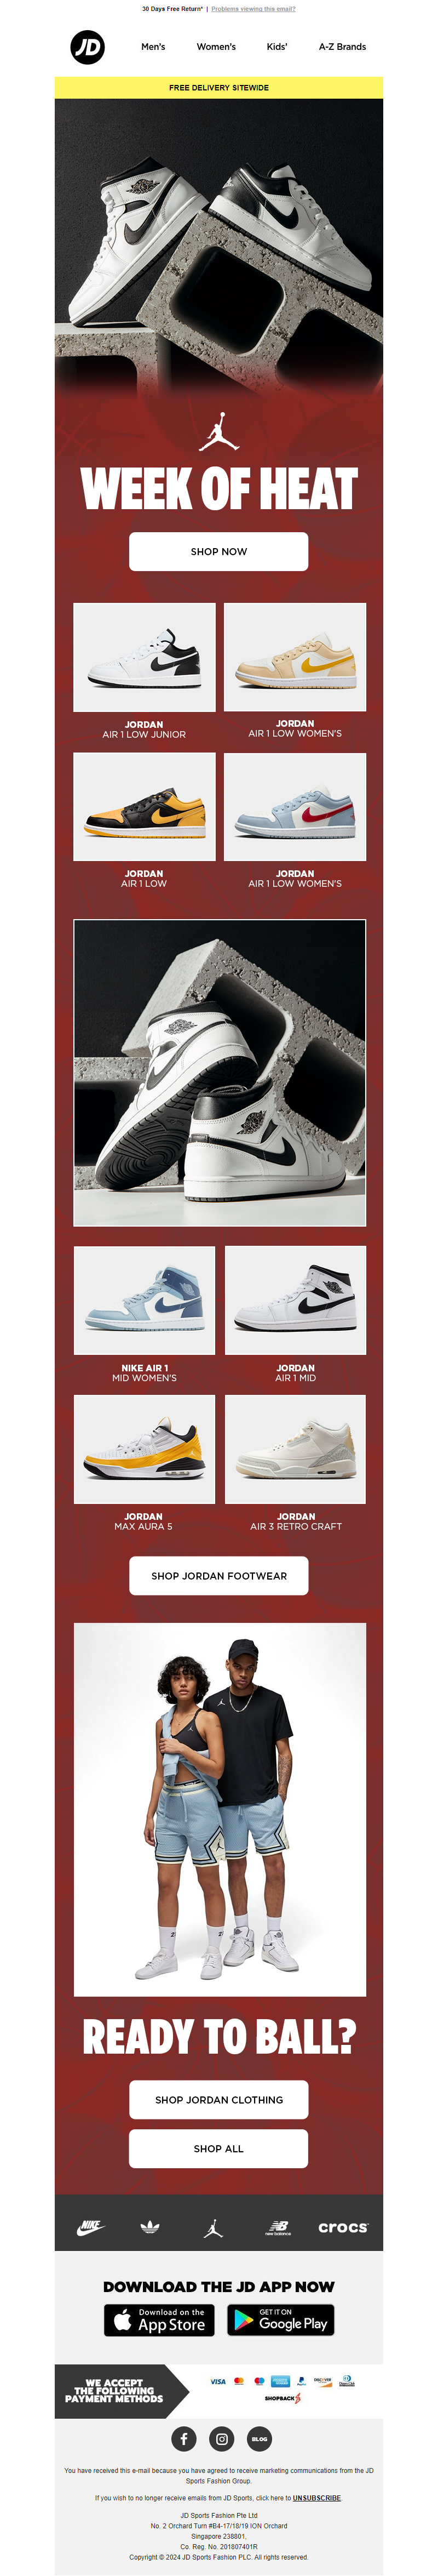 30 Days Free Return* | Problems viewing this email?
JD
Men's Women's Kids' A-Z Brands
FREE DELIVERY SITEWIDE
WEEK OF HEAT
SHOP NOW
JORDAN
AIR 1 LOW JUNIOR
JORDAN
AIR 1 LOW WOMEN'S
JORDAN
AIR 1 LOW
JORDAN
AIR 1 LOW WOMEN'S
NIKE AIR 1
MID WOMEN'S
JORDAN
AIR 1 MID
JORDAN
MAX AURA 5
JORDAN
AIR 3 RETRO CRAFT
SHOP JORDAN FOOTWEAR
READY TO BALL?
SHOP JORDAN CLOTHING
SHOP ALL
NIKE
new balance
crocs
DOWNLOAD THE JD APP NOW
Download on the
App Store
GET IT ON
Google Play
WE ACCEPT
THE FOLLOWING
PAYMENT METHODS
VISA
PayPal
DISCOVER
SHOPBACK
BLOG
You have received this e-mail because you have agreed to receive marketing communications from the JD
Sports Fashion Group.
If you wish to no longer receive emails from JD Sports, click here to UNSUBSCRIBE.
JD Sports Fashion Pte Ltd
No. 2 Orchard Turn #B4-17/18/19 ION Orchard
Singapore 238801,
Co. Reg. No. 201807401R
Copyright © 2024 JD Sports Fashion PLC. All rights reserved.